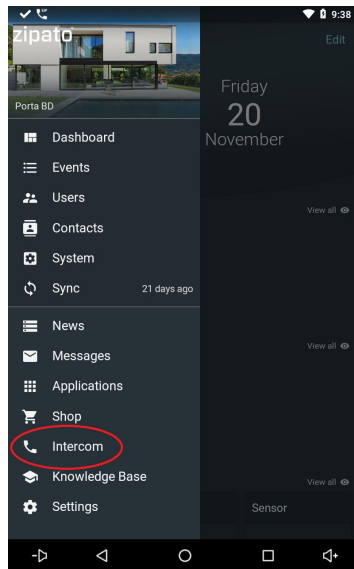 9:38
zipato
Edit
Friday
20
November
Porta BD
Dashboard
Events
Users
View all
Contacts
System
Sync 21 days ago
News
Messages
View all
Applications
Shop
Intercom
Knowledge Base
View all
Settings
Sensor